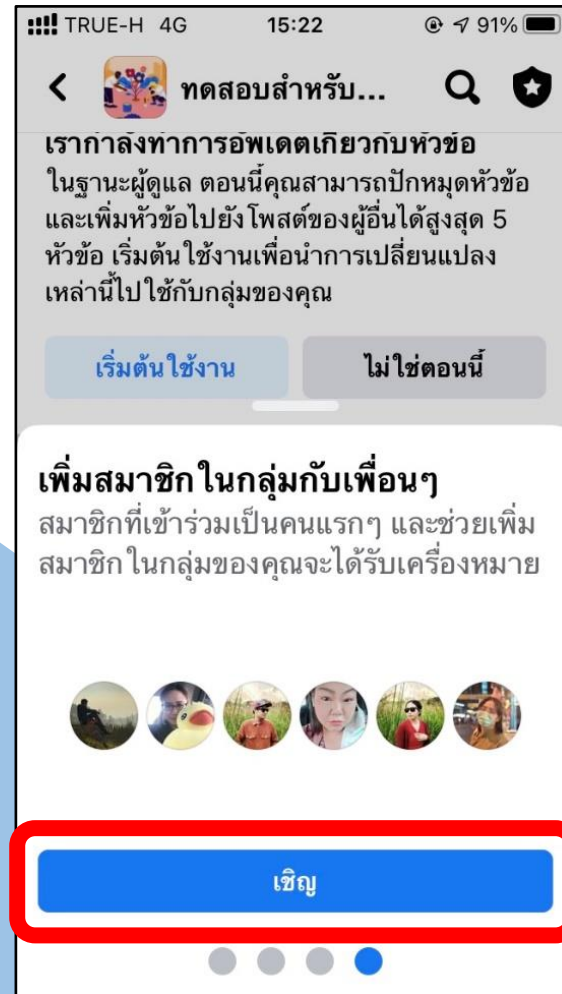 TRUE-H 4G 15:22 91%
ทดสอบสำหรับ...
เรากำลังทำการอัพเดตเกี่ยวกับหัวข้อ
ในฐานะผู้ดูแล ตอนนี้คุณสามารถปักหมุดหัวข้อ
และเพิ่มหัวข้อไปยังโพสต์ของผู้อื่นได้สูงสุด 5
หัวข้อ เริ่มต้นใช้งานเพื่อนำการเปลี่ยนแปลง
เหล่านี้ไปใช้กับกลุ่มของคุณ
เริ่มต้นใช้งาน ไม่ใช่ตอนนี้
เพิ่มสมาชิกในกลุ่มกับเพื่อนๆ
สมาชิกที่เข้าร่วมเป็นคนแรกๆ และช่วยเพิ่ม
สมาชิกในกลุ่มของคุณจะได้รับเครื่องหมาย
เชิญ